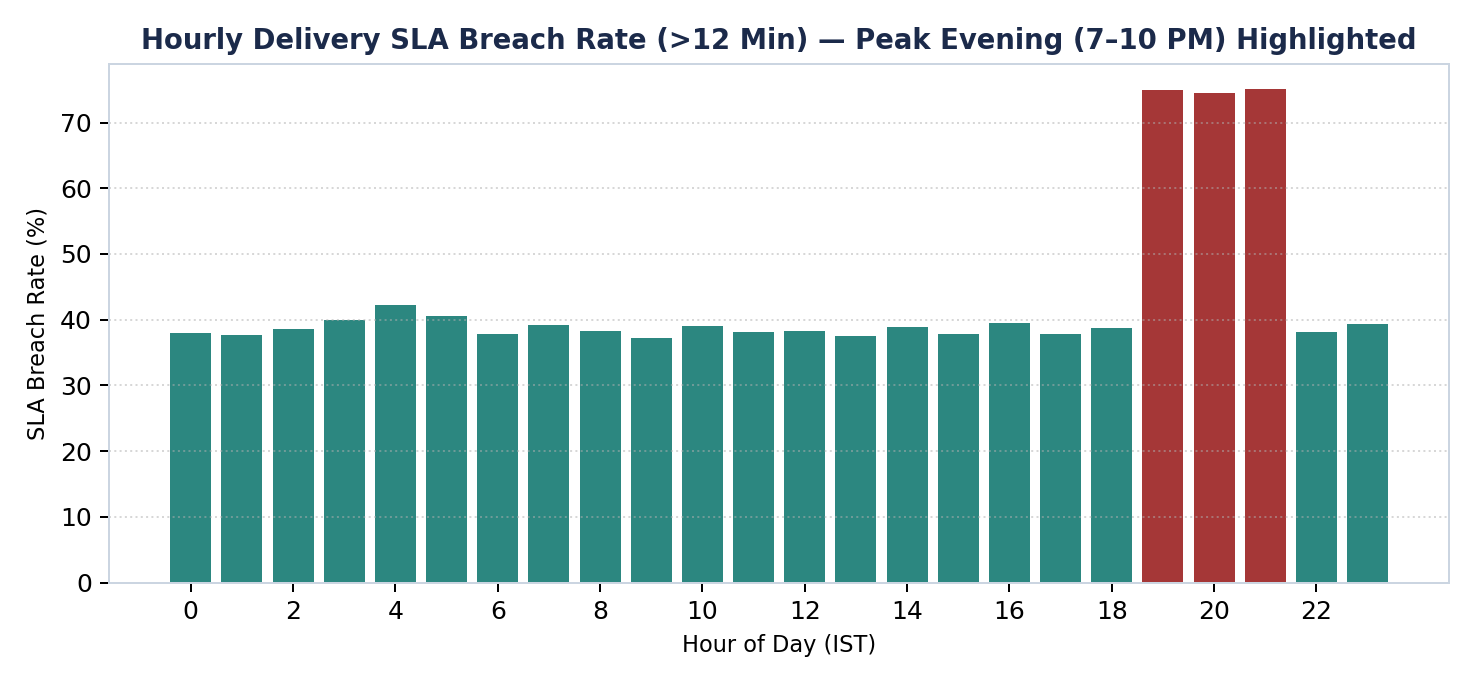 Hourly Delivery SLA Breach Rate (>12 Min) — Peak Evening (7–10 PM) Highlighted
SLA Breach Rate (%)
70
60
50
40
30
20
10
0
0 2 4 6 8 10 12 14 16 18 20 22
Hour of Day (IST)